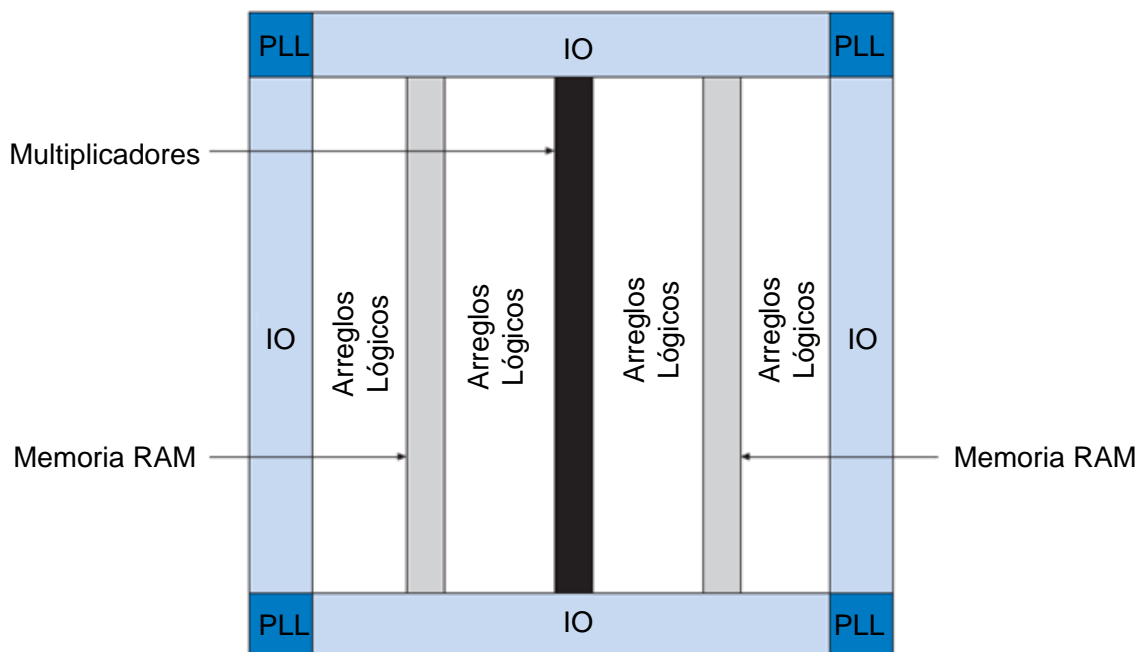 PLL
IO
PLL
Multiplicadores
Arreglos
Lógicos
Arreglos
Lógicos
Arreglos
Lógicos
Arreglos
Lógicos
IO
IO
Memoria RAM
Memoria RAM
PLL
IO
PLL